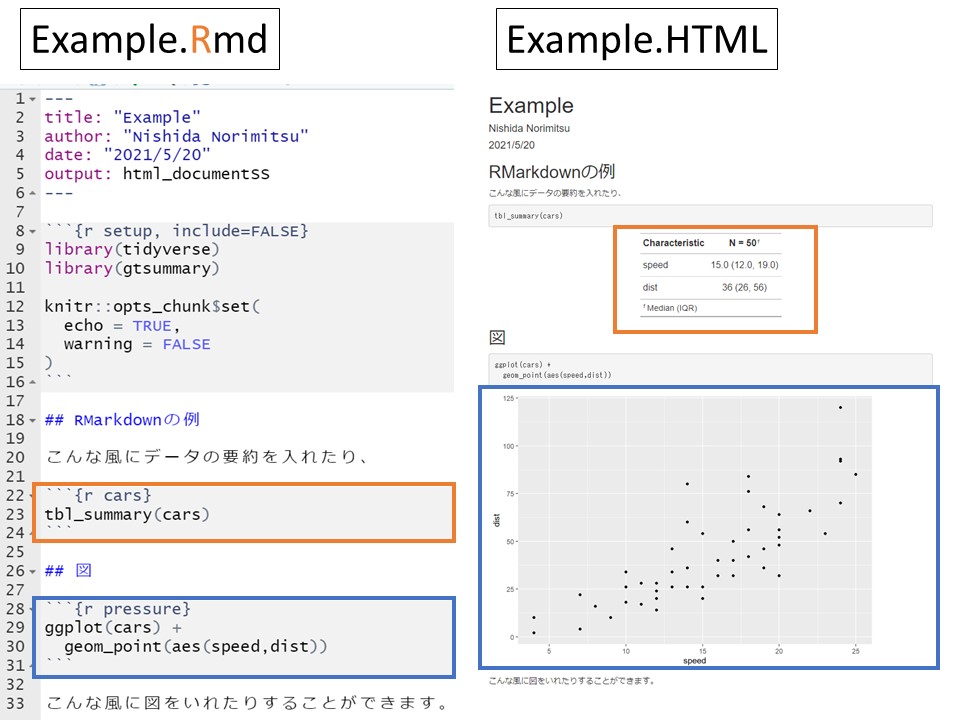 Example.Rmd
1 ---
2 title: "Example"
3 author: "Nishida Norimitsu"
4 date: "2021/5/20"
5 output: html_documentSS
6 ---
7
8 ```{r setup, include=FALSE}
9 library(tidyverse)
10 library(gtsummary)
11
12 knitr::opts_chunk$set(
13   echo = TRUE,
14   warning = FALSE
15 )
16 ```
17
18 ## RMarkdownの例
19
20 こんな風にデータの要約を入れたり、
21
22 ```{r cars}
23 tbl_summary(cars)
24 ```
25
26 ## 図
27
28 ```{r pressure}
29 ggplot(cars) +
30   geom_point(aes(speed,dist))
31 ```
32
33 こんな風に図をいれたりすることができます。
Example.HTML
Example
Nishida Norimitsu
2021/5/20
RMarkdownの例
こんな風にデータの要約を入れたり、
tbl_summary(cars)
Characteristic N = 50†
speed 15.0 (12.0, 19.0)
dist 36 (26, 56)
† Median (IQR)
図
ggplot(cars) +
  geom_point(aes(speed,dist))
125
100
75
50
25
0
dist
5 10 15 20 25
speed
こんな風に図をいれたりすることができます。